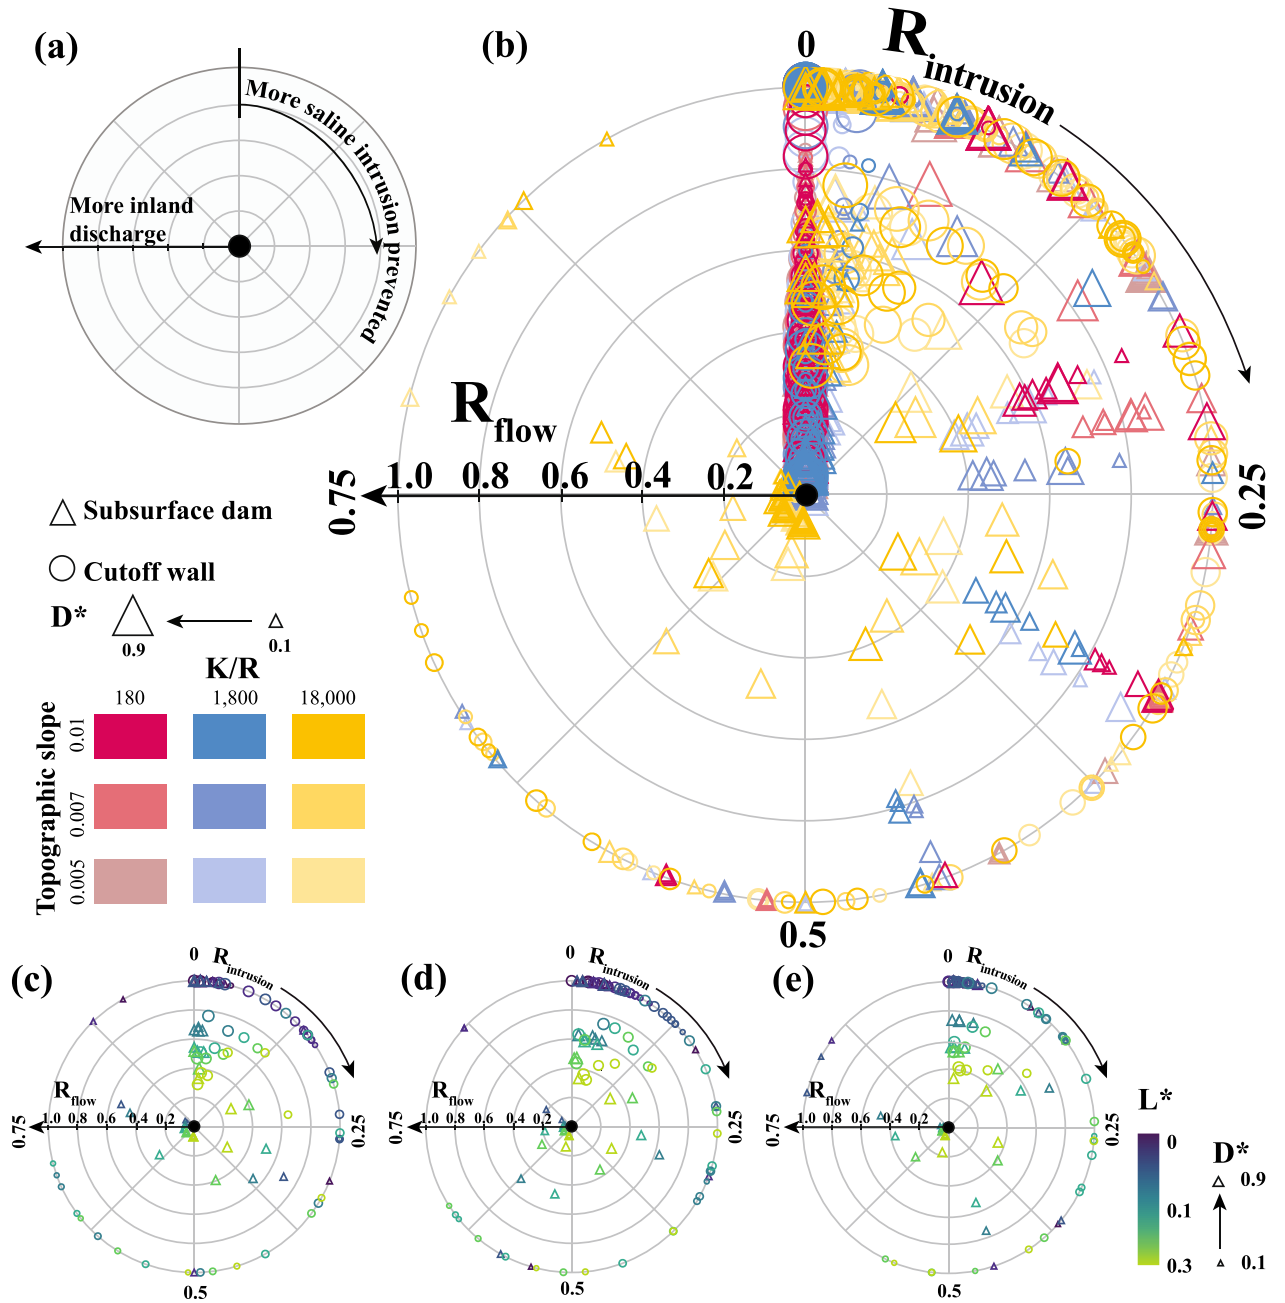 (a)
More saline intrusion prevented
More inland
discharge
(b)
0
R intrusion
R flow
1.0 0.8 0.6 0.4 0.2
0.75
0.25
0.5
Subsurface dam
Cutoff wall
D*
0.9
0.1
K/R
180 1,800 18,000
Topographic slope
0.01
0.007
0.005
(c)
0
R intrusion
R flow
1.0 0.8 0.6 0.4 0.2
0.75
0.25
0.5
(d)
0
R intrusion
R flow
1.0 0.8 0.6 0.4 0.2
0.75
0.25
0.5
(e)
0
R intrusion
R flow
1.0 0.8 0.6 0.4 0.2
0.75
0.25
0.5
L*
0
0.1
0.3
D*
0.9
0.1